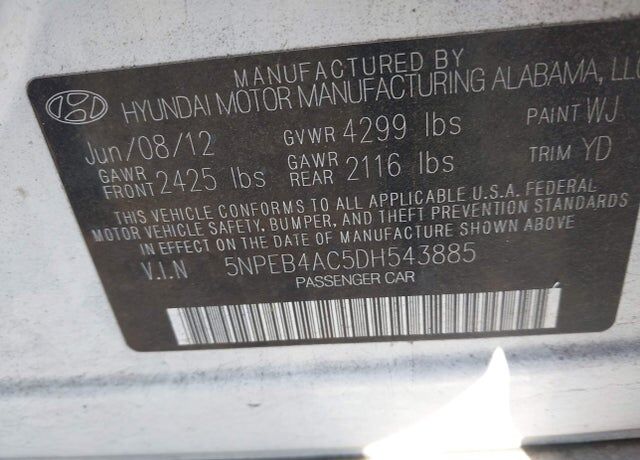 MANUFACTURED BY
HYUNDAI MOTOR MANUFACTURING ALABAMA, LLC
Jun/08/12 GVWR 4299 lbs PAINT WJ
GAWR FRONT 2425 lbs GAWR REAR 2116 lbs TRIM YD
THIS VEHICLE CONFORMS TO ALL APPLICABLE U.S.A. FEDERAL
MOTOR VEHICLE SAFETY, BUMPER, AND THEFT PREVENTION STANDARDS
IN EFFECT ON THE DATE OF MANUFACTURE SHOWN ABOVE
V.I.N 5NPEB4AC5DH543885
PASSENGER CAR